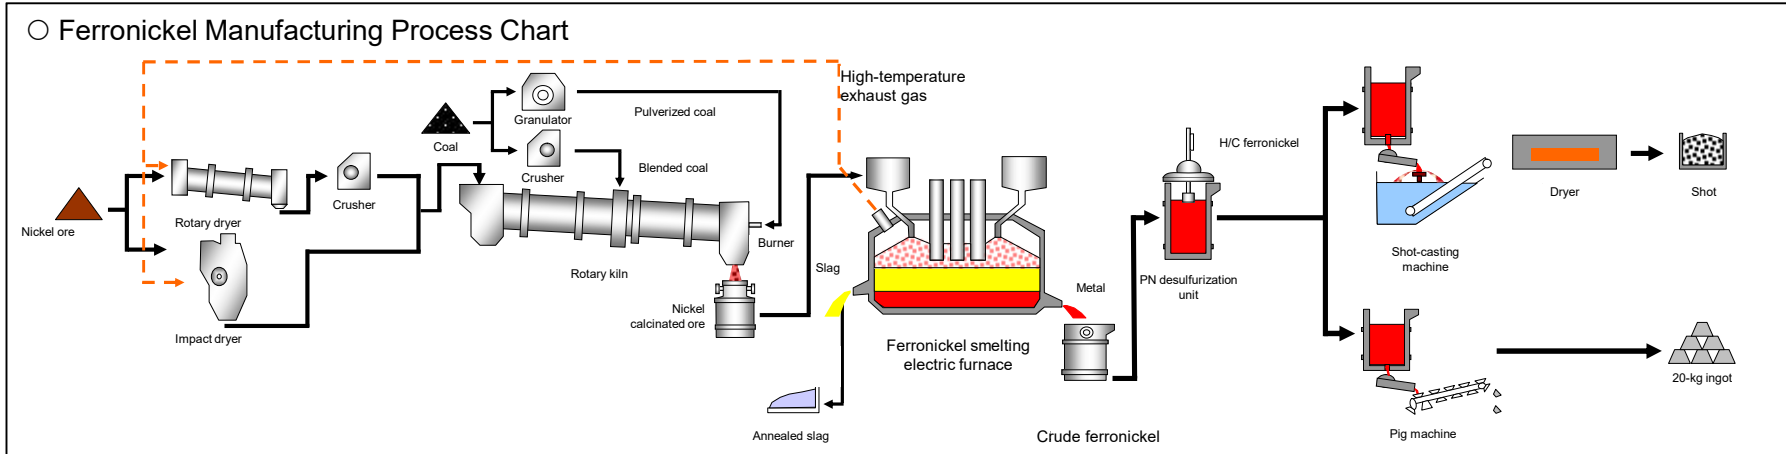 ○ Ferronickel Manufacturing Process Chart
High-temperature
exhaust gas
Granulator
Pulverized coal
Coal
Crusher
Blended coal
H/C ferronickel
Nickel ore
Rotary dryer
Crusher
Impact dryer
Rotary kiln
Burner
Nickel
calcinated ore
Slag
Annealed slag
Ferronickel smelting
electric furnace
Metal
Crude ferronickel
PN desulfurization
unit
Shot-casting
machine
Dryer
Shot
Pig machine
20-kg ingot